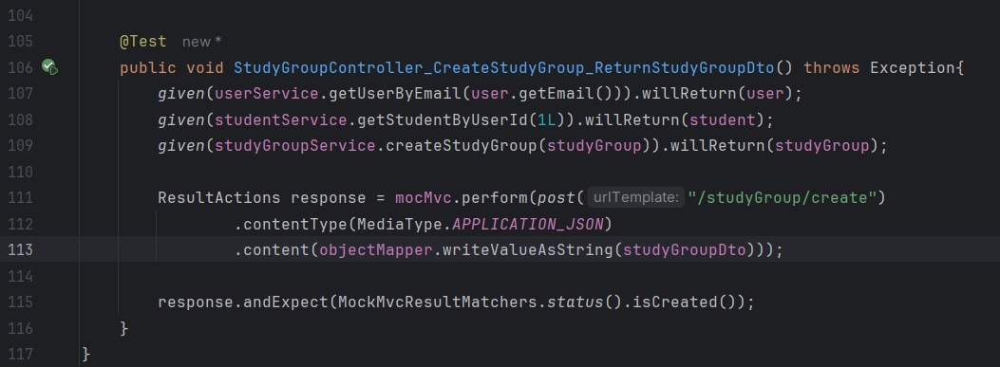 104
105 @Test new *
106 public void StudyGroupController_CreateStudyGroup_ReturnStudyGroupDto() throws Exception{
107 given(userService.getUserByEmail(user.getEmail())).willReturn(user);
108 given(studentService.getStudentByUserId(1L)).willReturn(student);
109 given(studyGroupService.createStudyGroup(studyGroup)).willReturn(studyGroup);
110
111 ResultActions response = mocMvc.perform(post( urlTemplate: "/studyGroup/create")
112 .contentType(MediaType.APPLICATION_JSON)
113 .content(objectMapper.writeValueAsString(studyGroupDto)));
114
115 response.andExpect(MockMvcResultMatchers.status().isCreated());
116 }
117 }